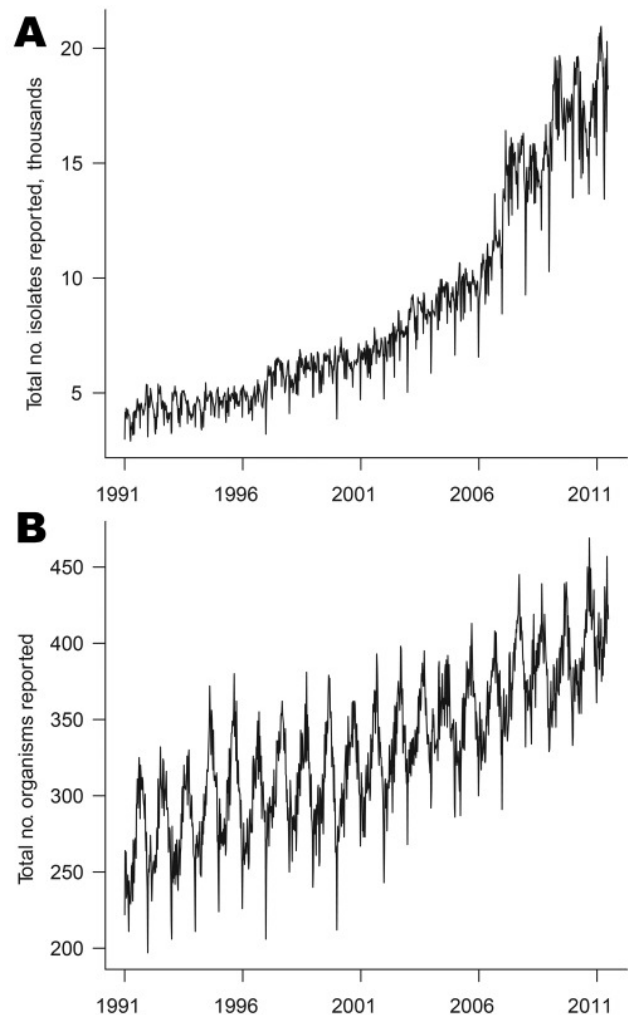 A
Total no. isolates reported, thousands
20
15
10
5
1991 1996 2001 2006 2011
B
Total no. organisms reported
450
400
350
300
250
200
1991 1996 2001 2006 2011